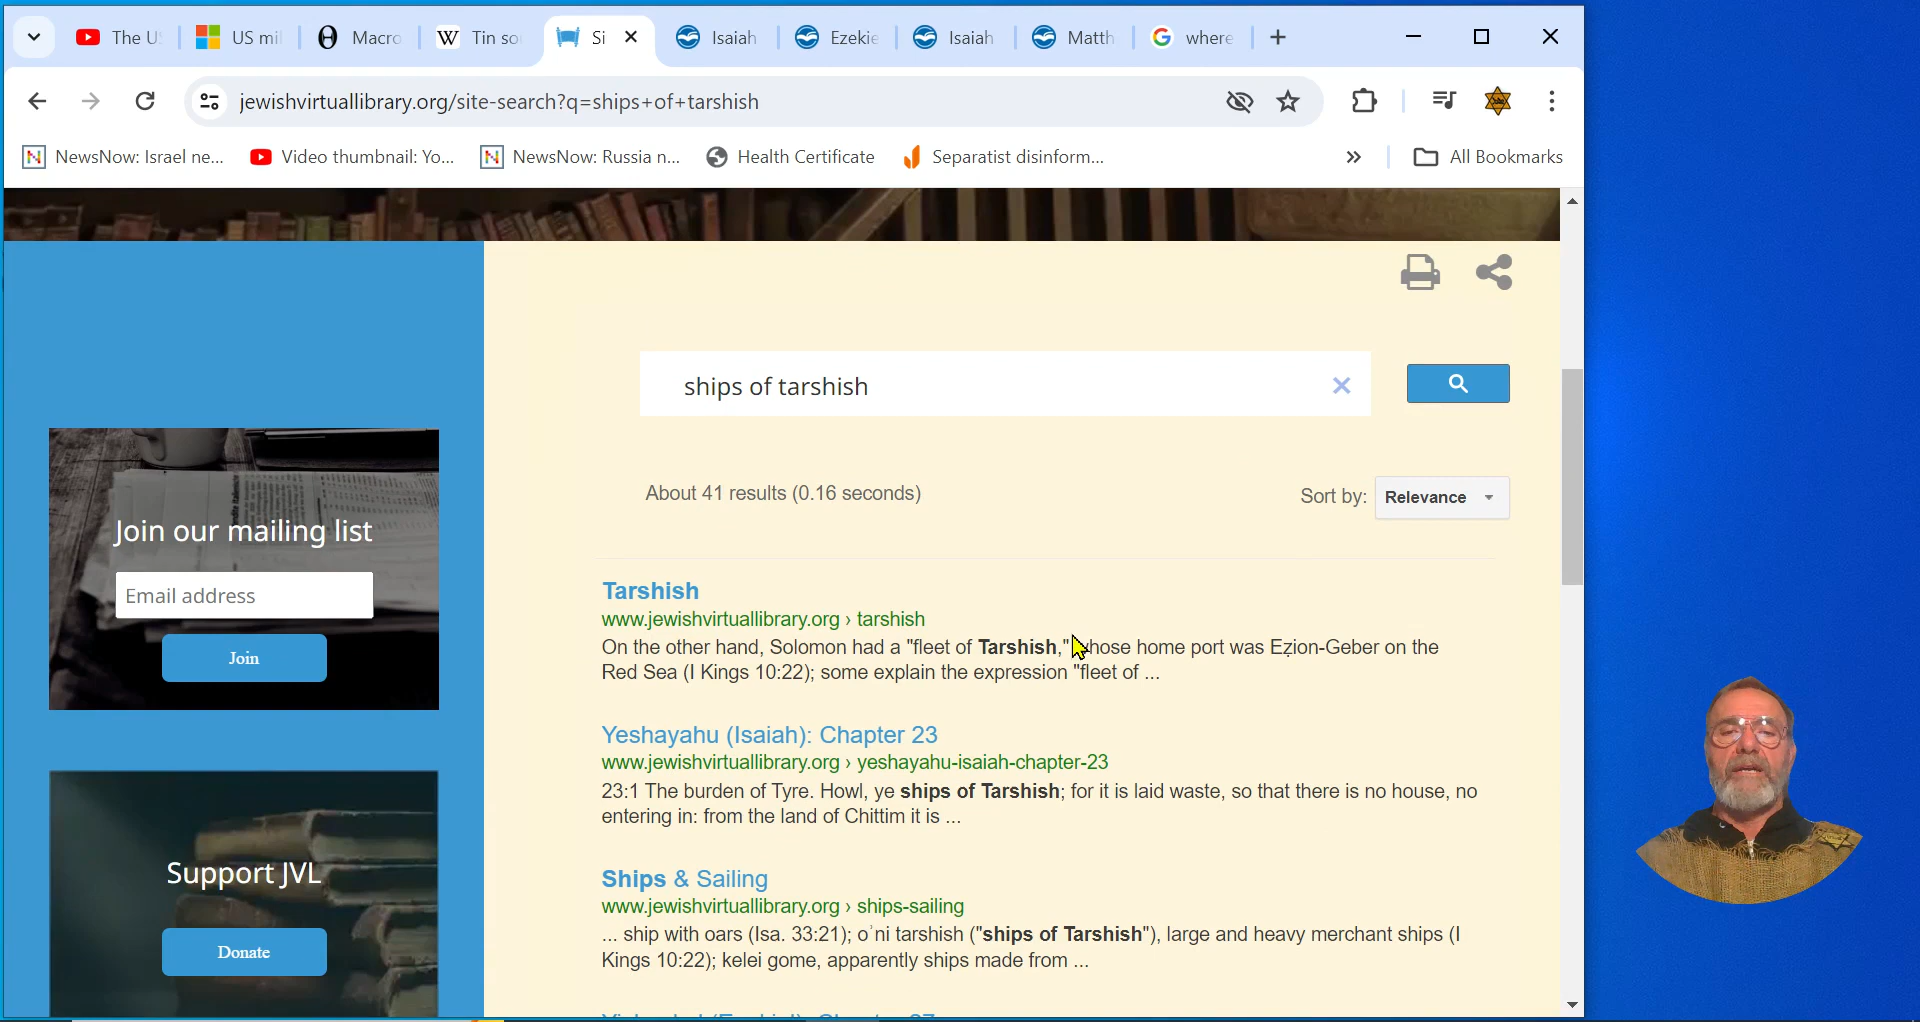 The U
US mi
Macro
Tin so
Si
Isaiah
Ezekie
Isaiah
Matth
where
jewishvirtuallibrary.org/site-search?q=ships+of+tarshish
NewsNow: Israel ne...
Video thumbnail: Yo...
NewsNow: Russia n...
Health Certificate
Separatist disinform...
All Bookmarks
ships of tarshish
About 41 results (0.16 seconds)
Sort by: Relevance
Join our mailing list
Email address
Join
Support JVL
Donate
Tarshish
www.jewishvirtuallibrary.org › tarshish
On the other hand, Solomon had a "fleet of Tarshish," whose home port was Eẓion-Geber on the
Red Sea (I Kings 10:22); some explain the expression "fleet of ...
Yeshayahu (Isaiah): Chapter 23
www.jewishvirtuallibrary.org › yeshayahu-isaiah-chapter-23
23:1 The burden of Tyre. Howl, ye ships of Tarshish; for it is laid waste, so that there is no house, no
entering in: from the land of Chittim it is ...
Ships & Sailing
www.jewishvirtuallibrary.org › ships-sailing
... ship with oars (Isa. 33:21); oʾni tarshish ("ships of Tarshish"), large and heavy merchant ships (I
Kings 10:22); kelei gome, apparently ships made from ...